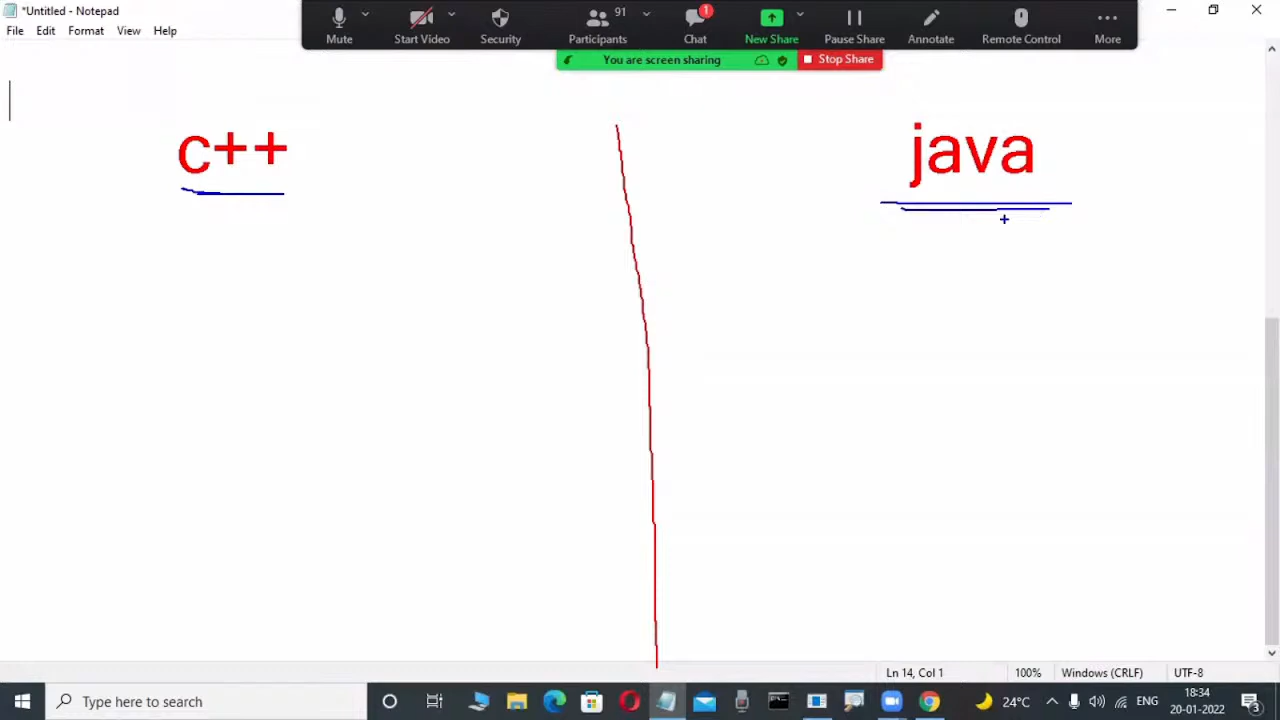 *Untitled - Notepad
File Edit Format View Help
Mute Start Video Security Participants 91 Chat 1 New Share Pause Share Annotate Remote Control More
You are screen sharing Stop Share
c++ java
Ln 14, Col 1 100% Windows (CRLF) UTF-8
Type here to search 24°C ENG 18:34
20-01-2022 3